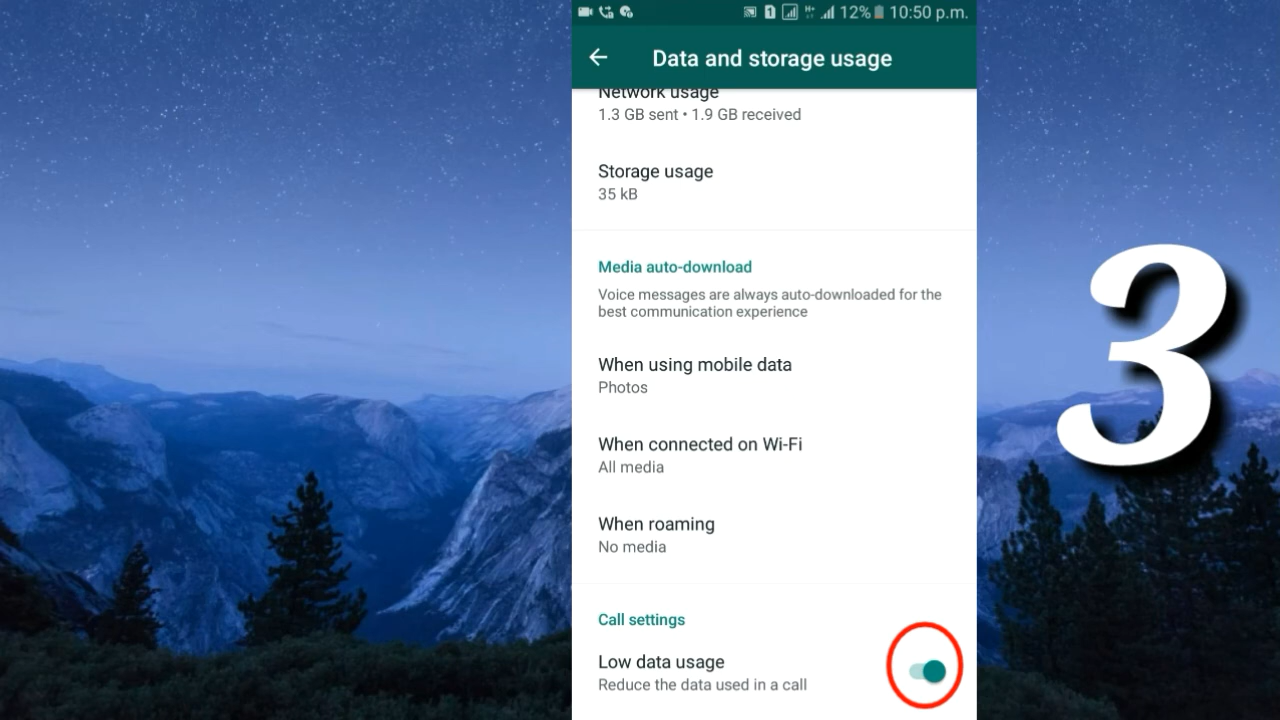 12% 10:50 p.m.
Data and storage usage
Network usage
1.3 GB sent • 1.9 GB received
Storage usage
35 kB
Media auto-download
Voice messages are always auto-downloaded for the
best communication experience
When using mobile data
Photos
When connected on Wi-Fi
All media
When roaming
No media
Call settings
Low data usage
Reduce the data used in a call
3